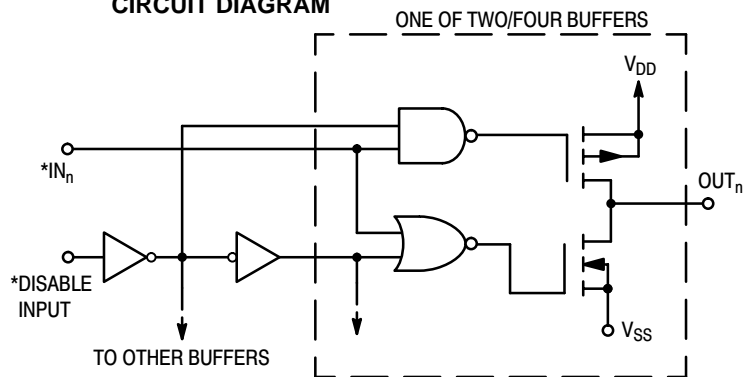 CIRCUIT DIAGRAM
ONE OF TWO/FOUR BUFFERS
VDD
*INn
OUTn
*DISABLE
INPUT
VSS
TO OTHER BUFFERS